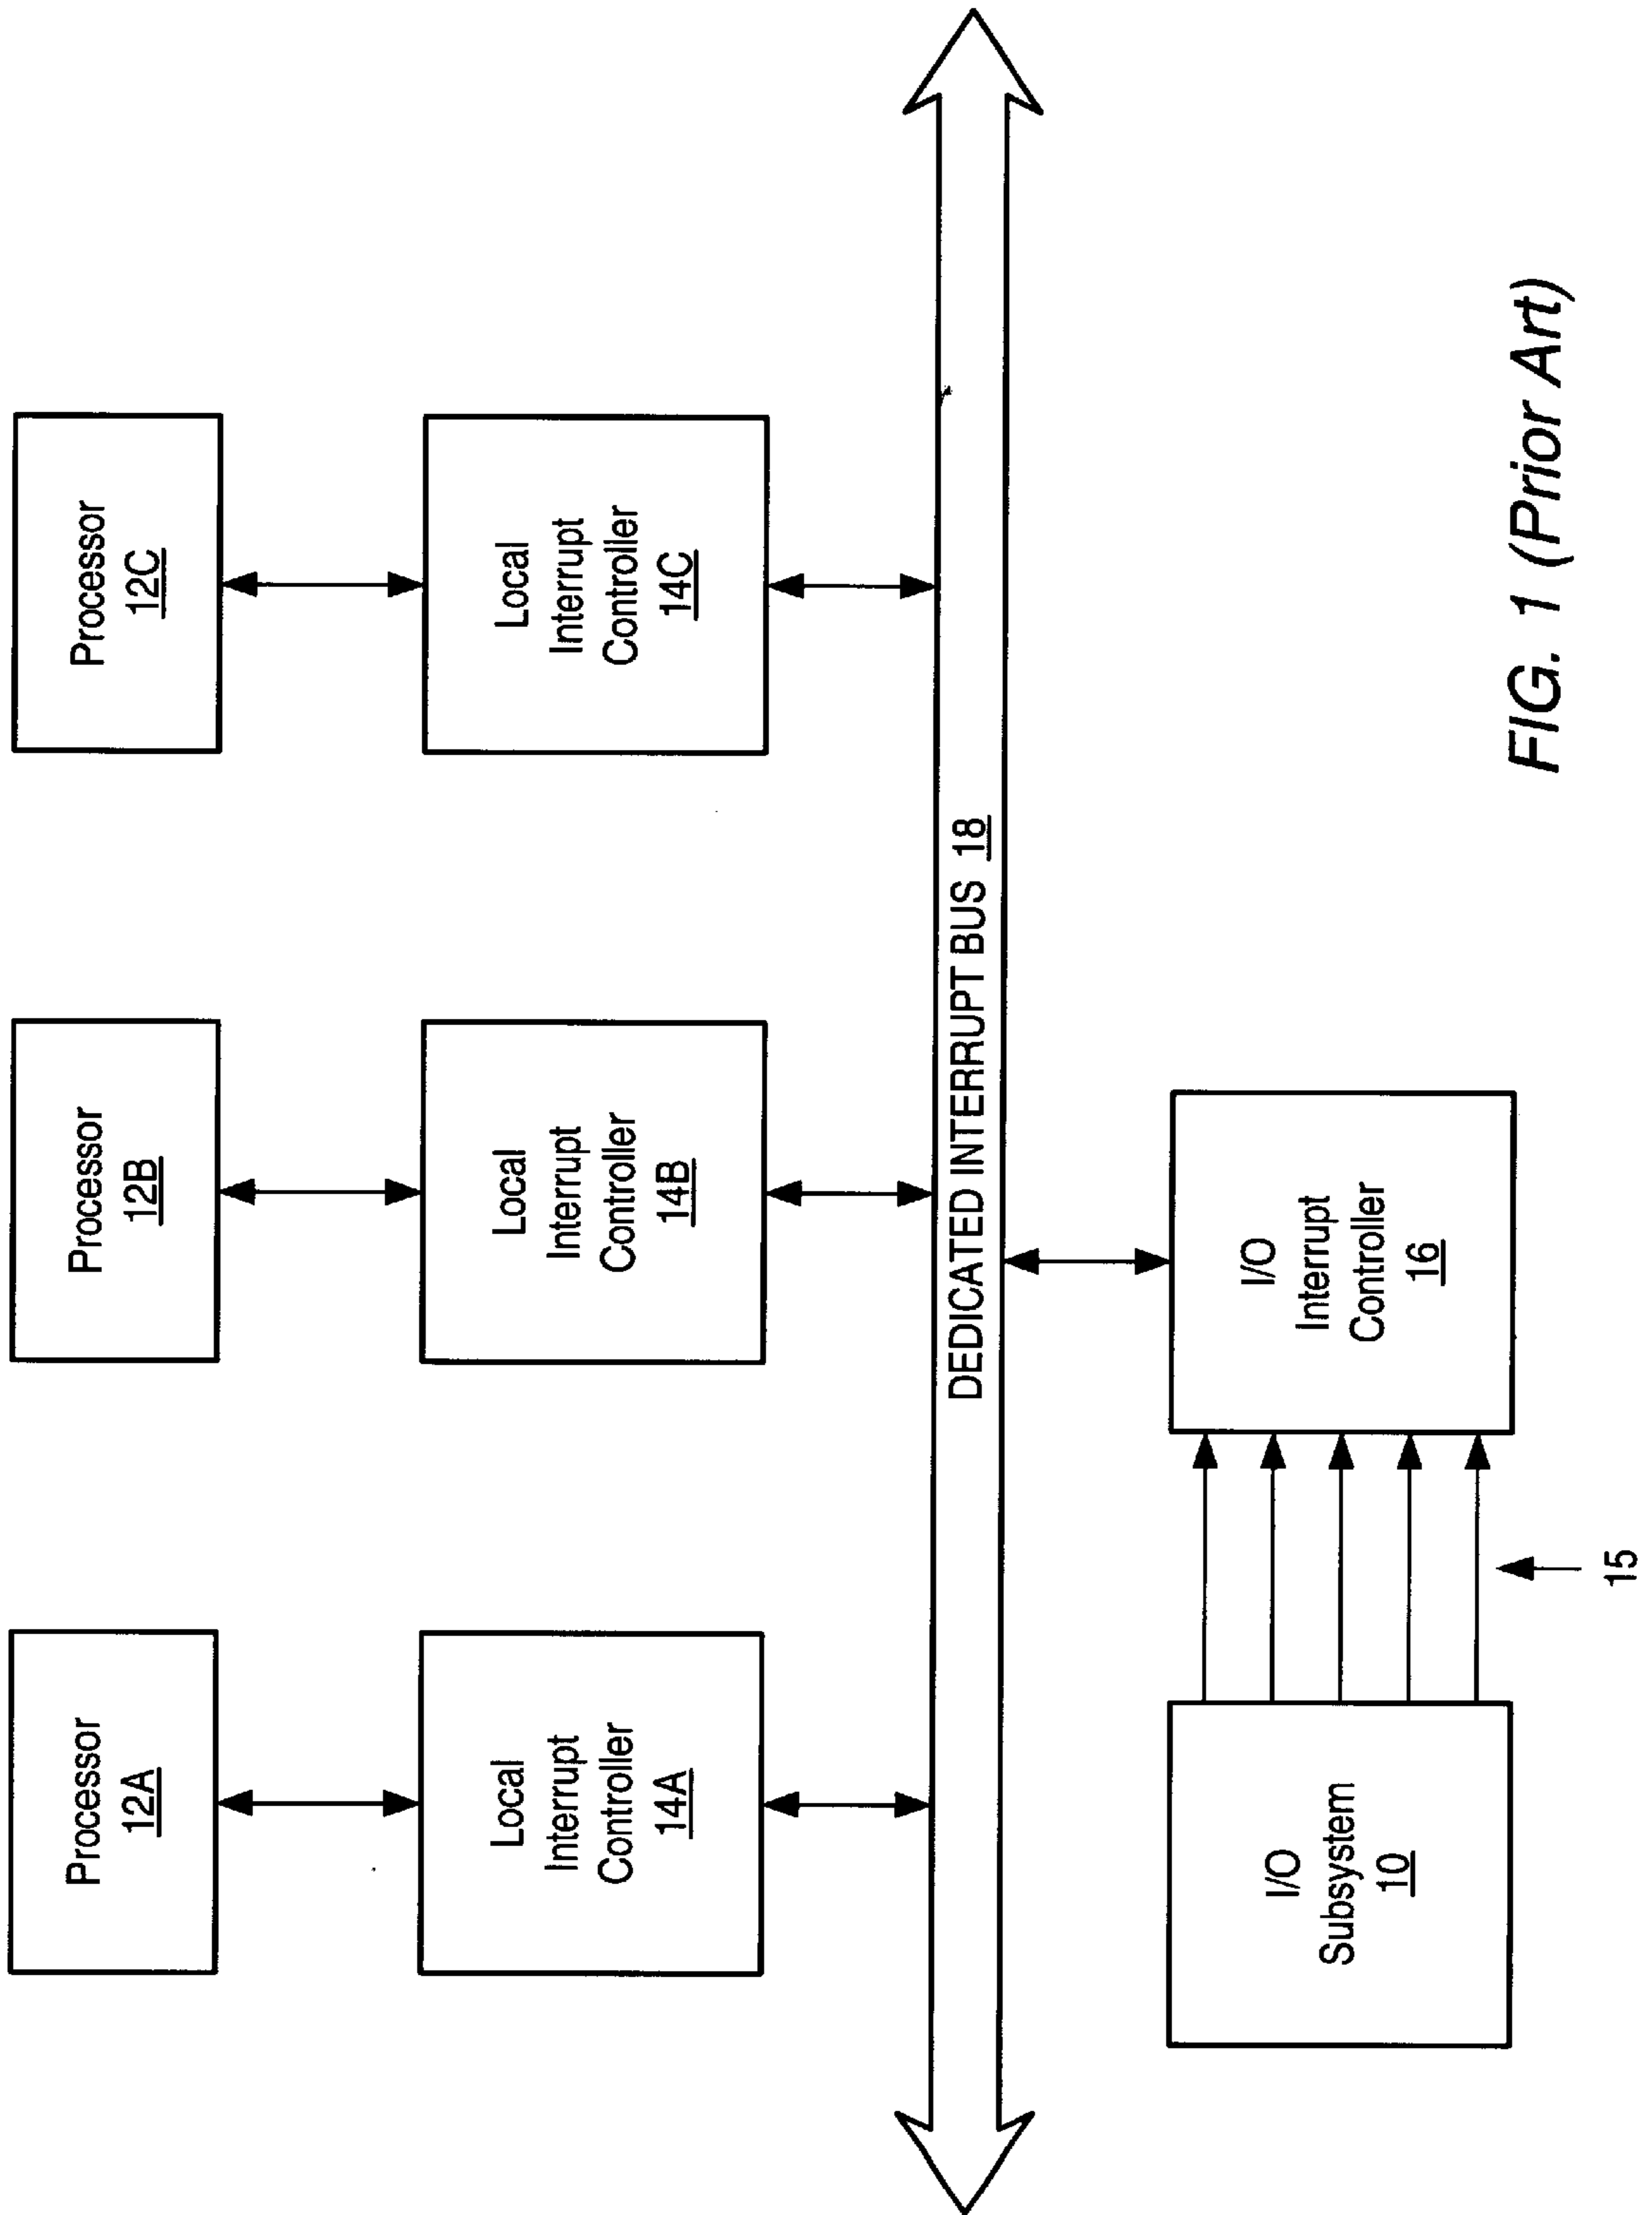 Processor
12A
Processor
12B
Processor
12C
Local
Interrupt
Controller
14A
Local
Interrupt
Controller
14B
Local
Interrupt
Controller
14C
DEDICATED INTERRUPT BUS 18
I/O
Subsystem
10
15
I/O
Interrupt
Controller
16
FIG. 1 (Prior Art)